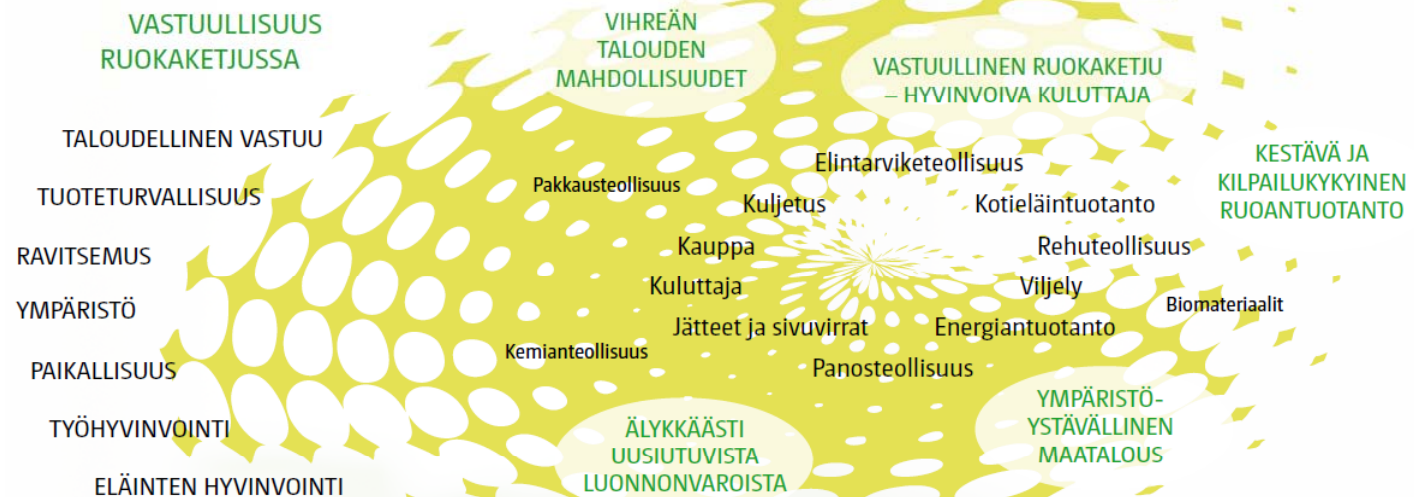 VASTUULLISUUS
RUOKAKETJUSSA
TALOUDELLINEN VASTUU
TUOTETURVALLISUUS
RAVITSEMUS
YMPÄRISTÖ
PAIKALLISUUS
TYÖHYVINVOINTI
ELÄINTEN HYVINVOINTI
VIHREÄN
TALOUDEN
MAHDOLLISUUDET
VASTUULLINEN RUOKAKETJU
– HYVINVOIVA KULUTTAJA
KESTÄVÄ JA
KILPAILUKYKYINEN
RUOANTUOTANTO
Elintarviketeollisuus
Pakkausteollisuus
Kuljetus
Kotieläintuotanto
Kauppa
Rehuteollisuus
Kuluttaja
Viljely
Biomateriaalit
Jätteet ja sivuvirrat
Energiantuotanto
Kemianteollisuus
Panosteollisuus
ÄLYKKÄÄSTI
UUSIUTUVISTA
LUONNONVAROISTA
YMPÄRISTÖ-
YSTÄVÄLLINEN
MAATALOUS